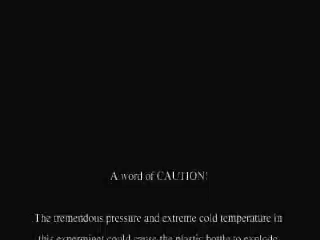 A word of CAUTION!
The tremendous pressure and extreme cold temperature in
this experiment could cause the plastic bottle to explode